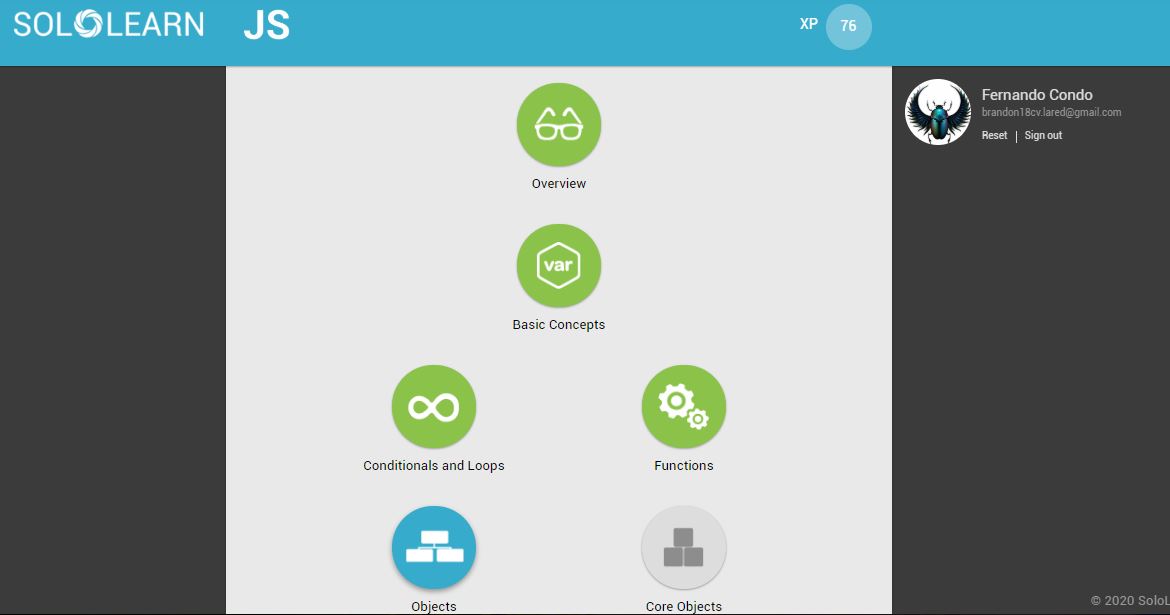 SOLOLEARN JS XP 76
Fernando Condo
brandon18cv.lared@gmail.com
Reset | Sign out
Overview
var
Basic Concepts
Conditionals and Loops Functions
Objects Core Objects
© 2020 SoloL